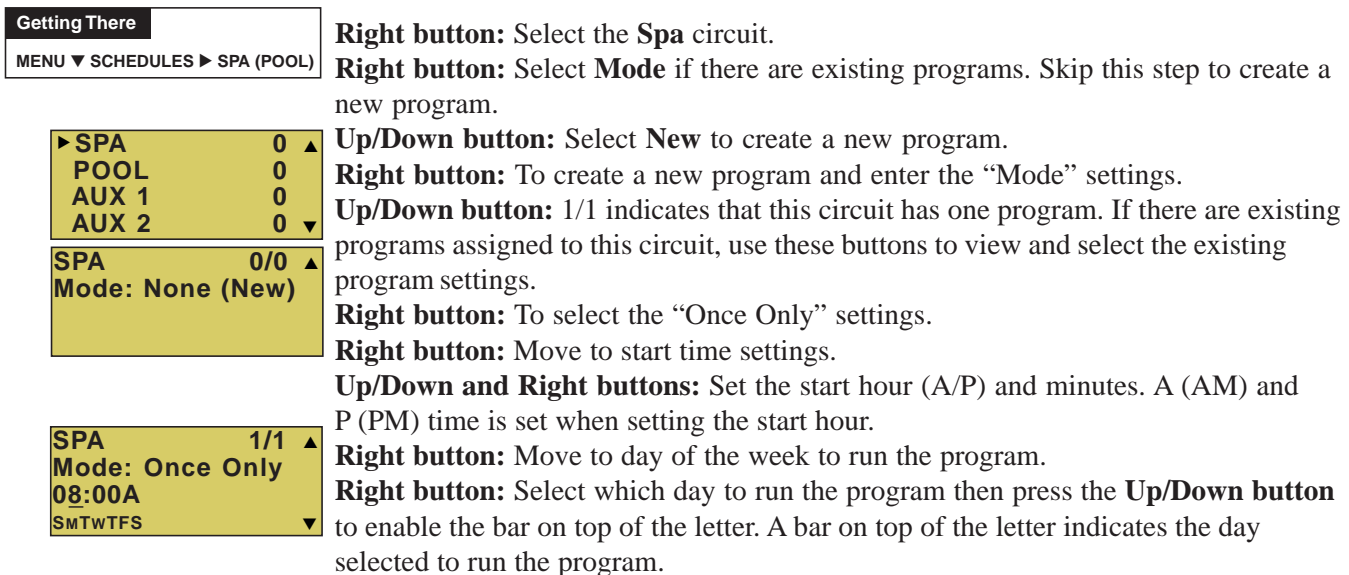 Getting There
MENU ▼ SCHEDULES ▶ SPA (POOL)
▶ SPA 0 ▲
POOL 0
AUX 1 0
AUX 2 0 ▼
SPA 0/0 ▲
Mode: None (New)
SPA 1/1 ▲
Mode: Once Only
08:00A
SMTWTFS ▼
Right button: Select the Spa circuit.
Right button: Select Mode if there are existing programs. Skip this step to create a
new program.
Up/Down button: Select New to create a new program.
Right button: To create a new program and enter the “Mode” settings.
Up/Down button: 1/1 indicates that this circuit has one program. If there are existing
programs assigned to this circuit, use these buttons to view and select the existing
program settings.
Right button: To select the “Once Only” settings.
Right button: Move to start time settings.
Up/Down and Right buttons: Set the start hour (A/P) and minutes. A (AM) and
P (PM) time is set when setting the start hour.
Right button: Move to day of the week to run the program.
Right button: Select which day to run the program then press the Up/Down button
to enable the bar on top of the letter. A bar on top of the letter indicates the day
selected to run the program.